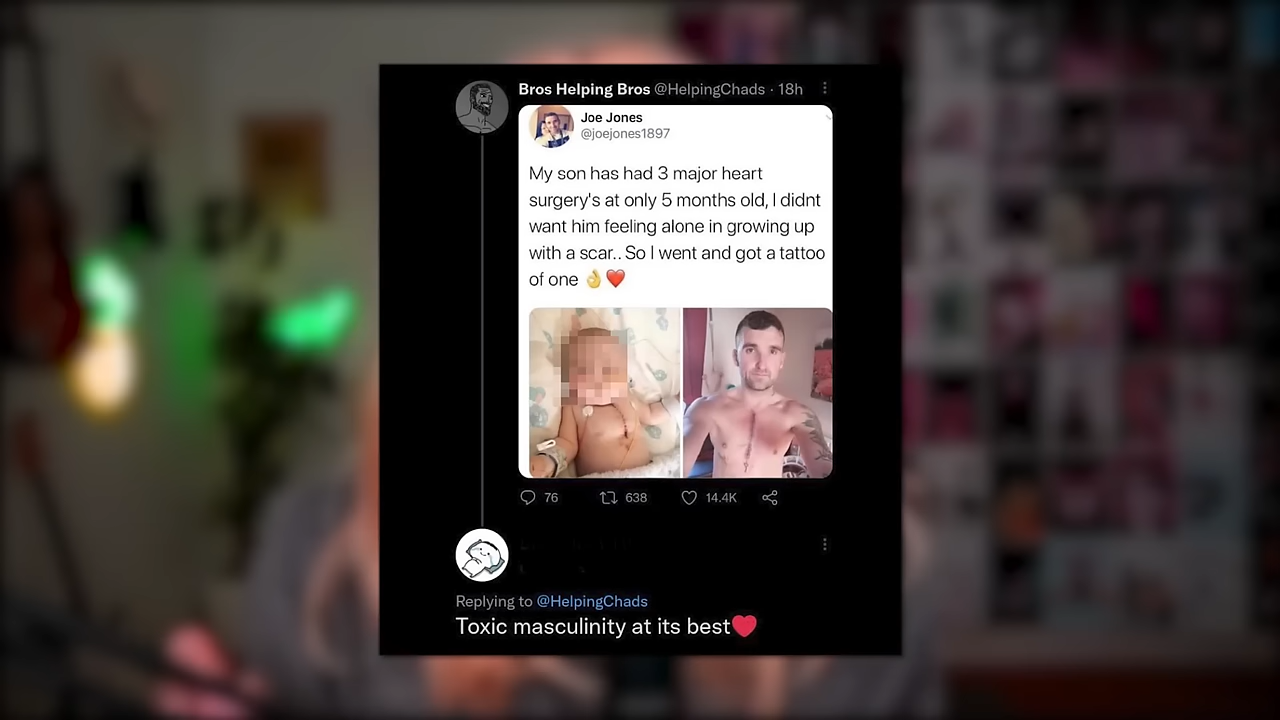 Bros Helping Bros @HelpingChads · 18h
Joe Jones
@joejones1897
My son has had 3 major heart
surgery's at only 5 months old, I didnt
want him feeling alone in growing up
with a scar.. So I went and got a tattoo
of one 👌❤️
76 638 14.4K
Replying to @HelpingChads
Toxic masculinity at its best❤️